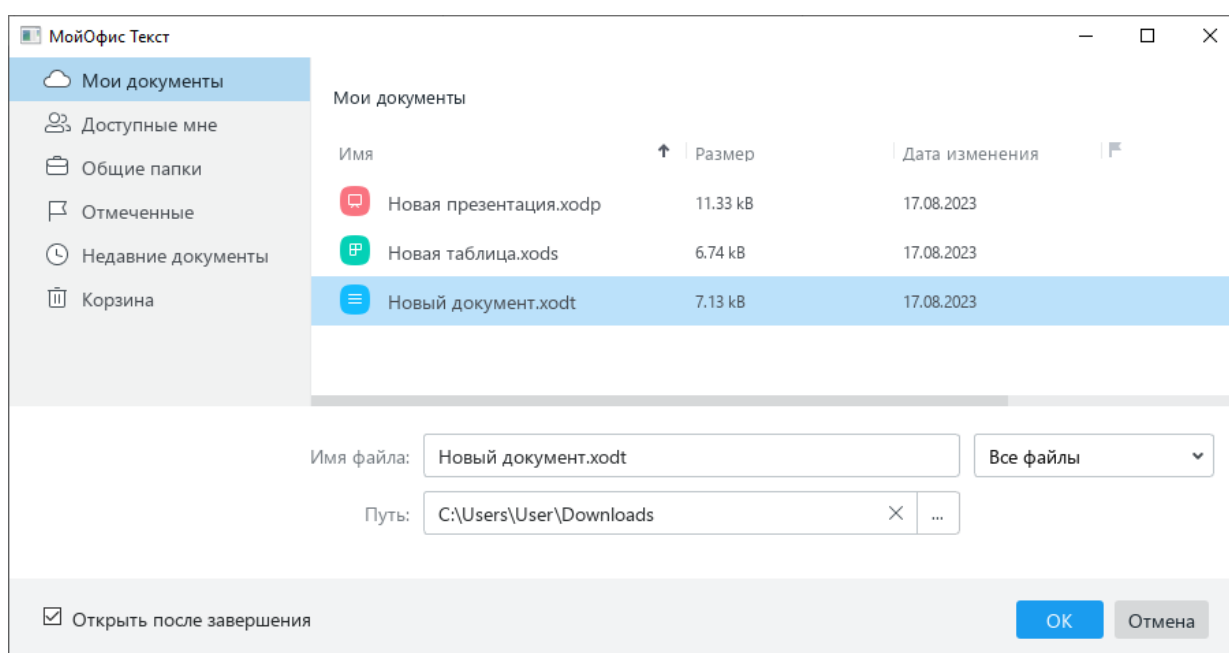 МойОфис Текст
Мои документы
Доступные мне
Общие папки
Отмеченные
Недавние документы
Корзина
Мои документы
Имя Размер Дата изменения
Новая презентация.xodp 11.33 kB 17.08.2023
Новая таблица.xods 6.74 kB 17.08.2023
Новый документ.xodt 7.13 kB 17.08.2023
Имя файла: Новый документ.xodt Все файлы
Путь: C:\Users\User\Downloads ...
Открыть после завершения ОК Отмена